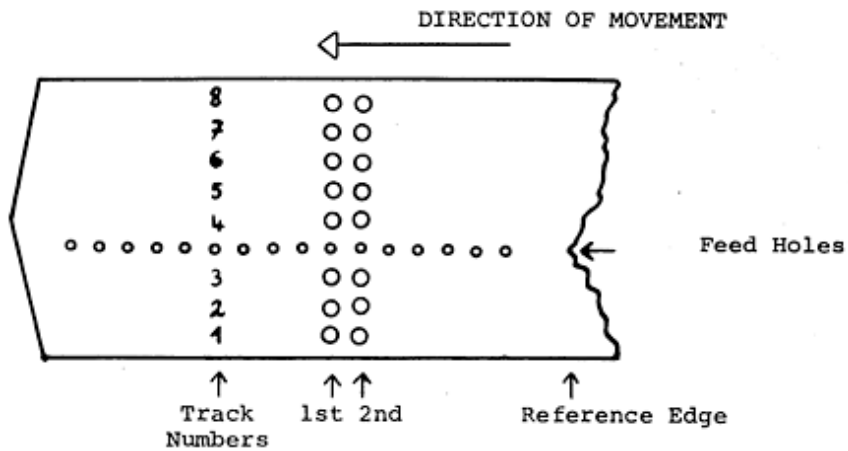 DIRECTION OF MOVEMENT
8
7
6
5
4
Feed Holes
3
2
1
Track 1st 2nd Reference Edge
Numbers